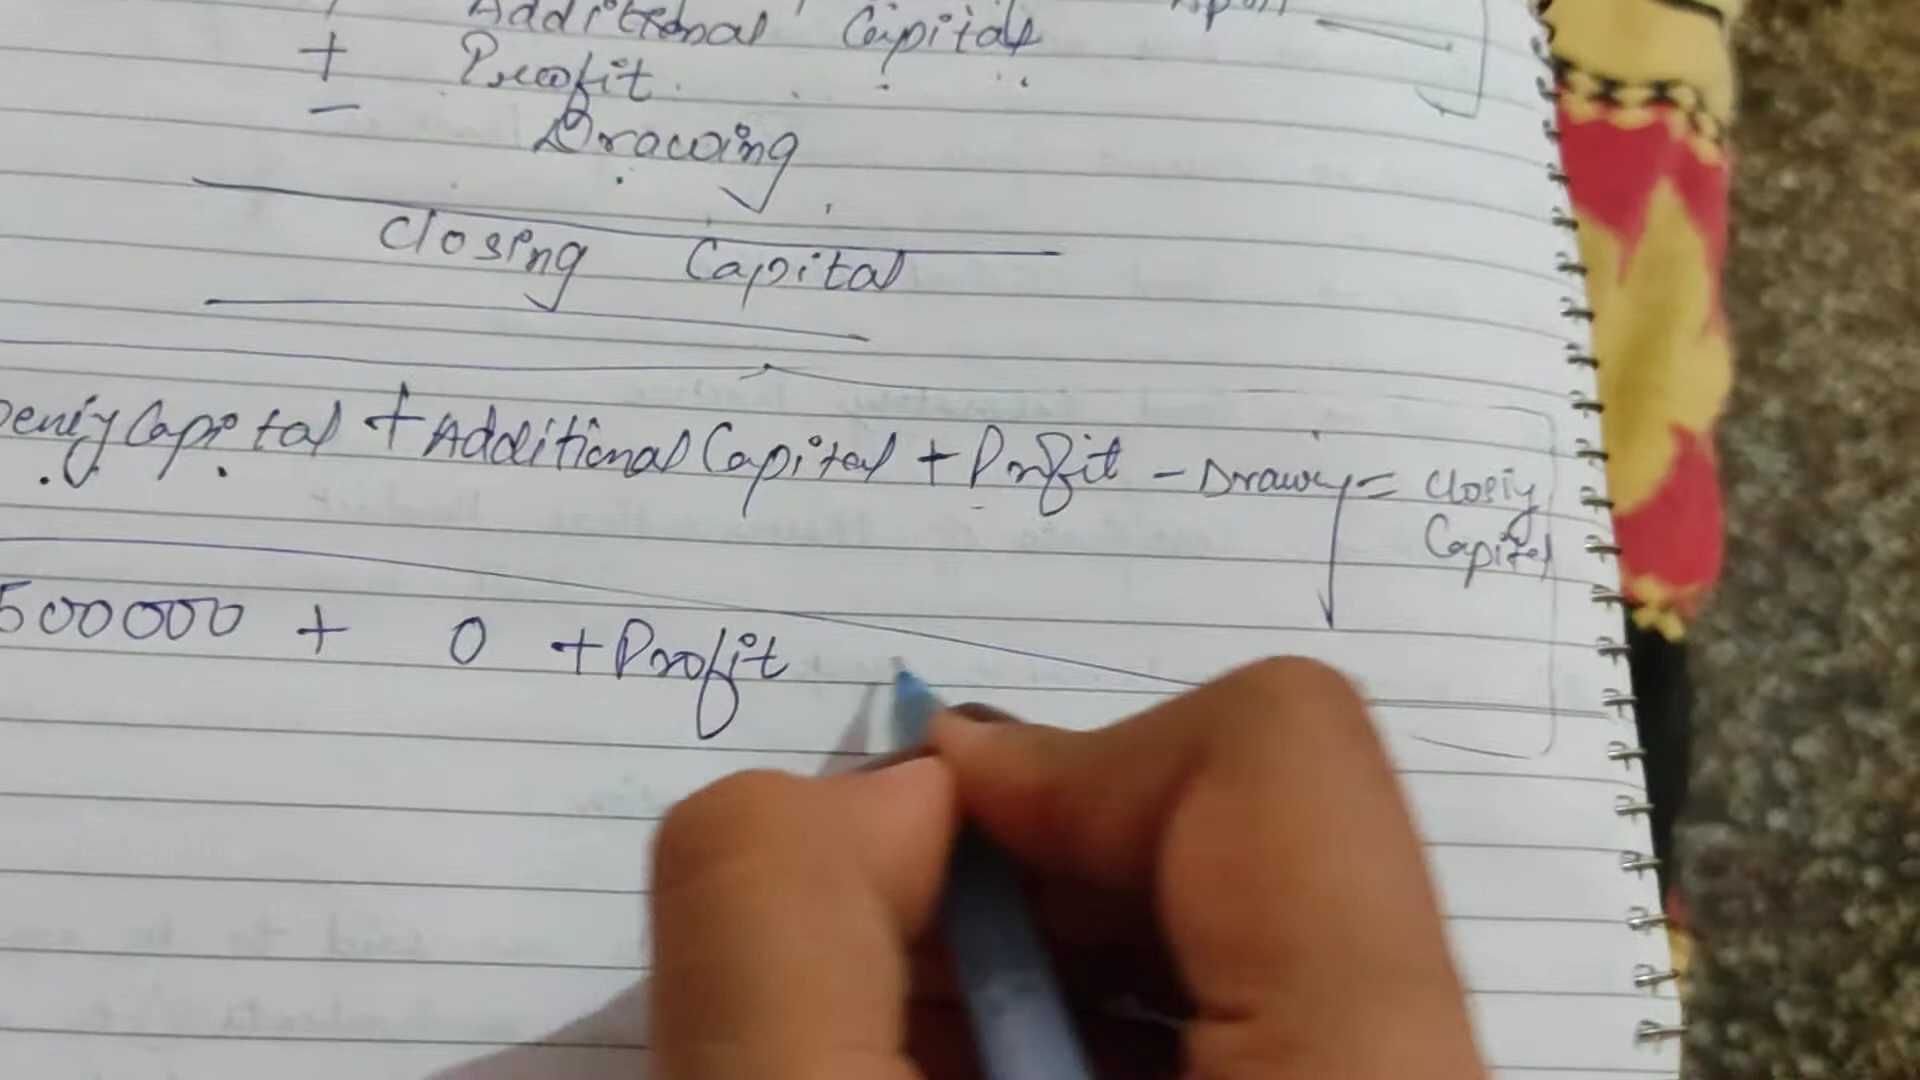 Additional Capital
+ Profit
- Drawing
Closing Capital
Capital + Additional Capital + Profit - Drawing = Closing
Capital
500000 + 0 + Profit